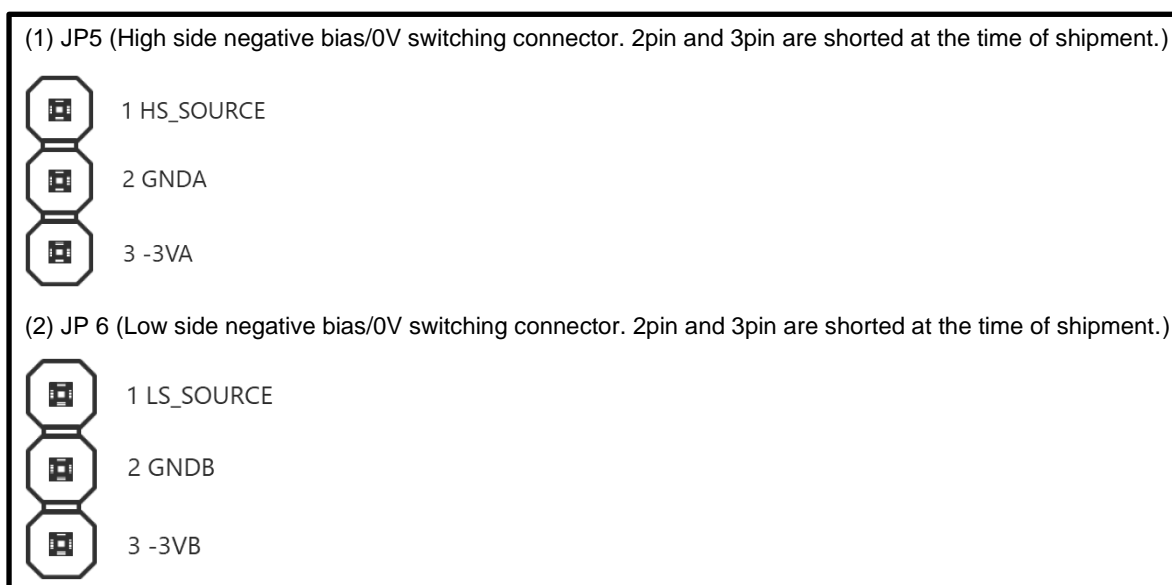 (1) JP5 (High side negative bias/0V switching connector. 2pin and 3pin are shorted at the time of shipment.)
1 HS_SOURCE
2 GNDA
3 -3VA
(2) JP 6 (Low side negative bias/0V switching connector. 2pin and 3pin are shorted at the time of shipment.)
1 LS_SOURCE
2 GNDB
3 -3VB